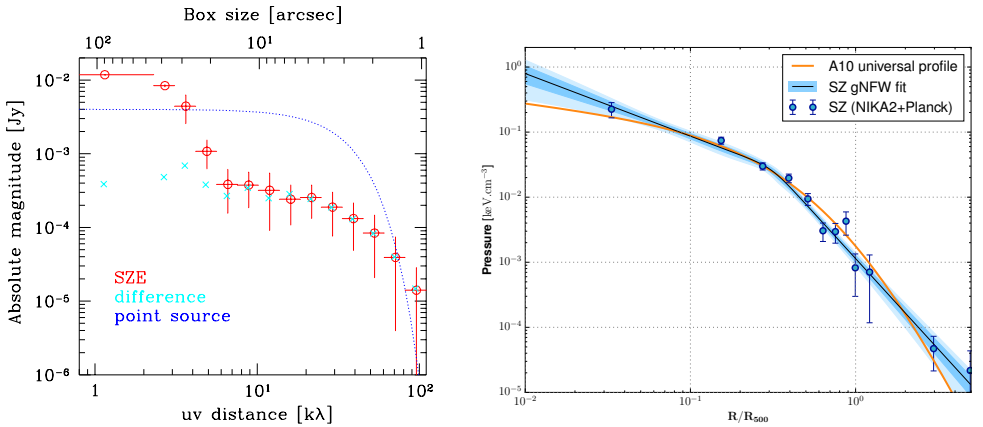 Box size [arcsec]
10² 10¹ 1
Absolute magnitude [Jy]
10⁻²
10⁻³
10⁻⁴
10⁻⁵
10⁻⁶
SZE
difference
point source
1 10¹ 10²
uv distance [kλ]
A10 universal profile
SZ gNFW fit
SZ (NIKA2+Planck)
Pressure [keV.cm⁻³]
10⁰
10⁻¹
10⁻²
10⁻³
10⁻⁴
10⁻⁵
10⁻² 10⁻¹ 10⁰
R/R₅₀₀